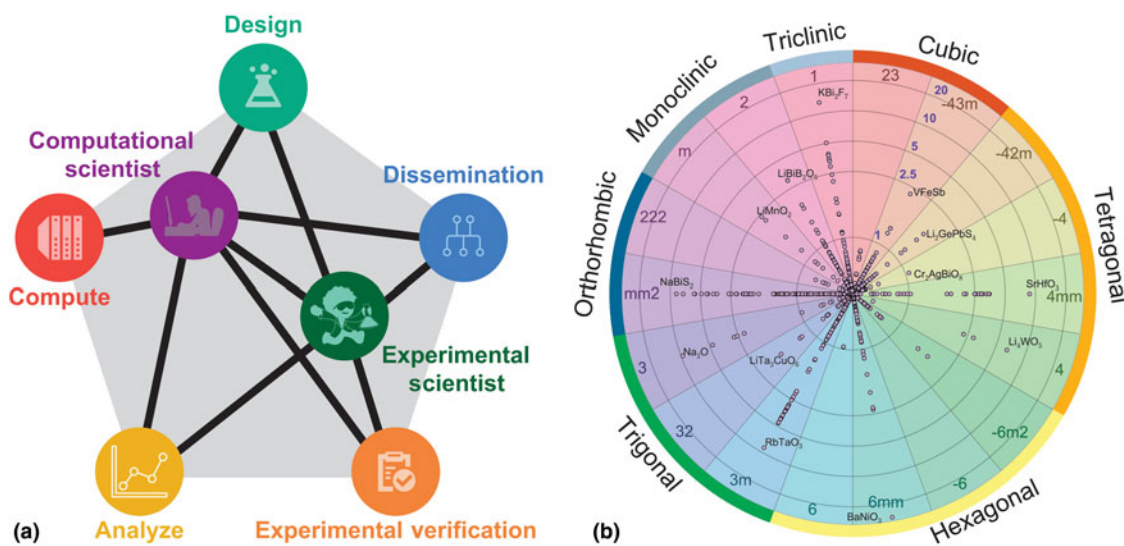 Design
Computational
scientist
Dissemination
Compute
Experimental
scientist
Analyze
Experimental verification
(a)
Triclinic
Cubic
Monoclinic
Tetragonal
Orthorhombic
Trigonal
Hexagonal
1
23
20
-43m
2
10
-42m
m
5
222
2.5
-4
1
mm2
4mm
3
4
32
-6m2
3m
-6
6
6mm
KBi₂F₇
VFeSb
LiMnO₂
Li₂GePbS₄
Cr₂AgBiO₈
NaBiS₂
SrHfO₃
Na₂O
Li₄WO₅
LiTa₂CuO₆
RbTaO₃
BaNiO₃
(b)